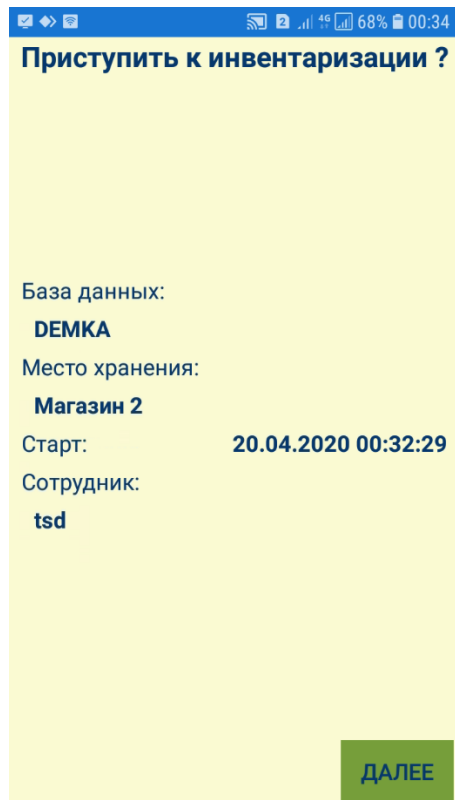 2 4G 68% 00:34
Приступить к инвентаризации ?
База данных:
DEMKA
Место хранения:
Магазин 2
Старт: 20.04.2020 00:32:29
Сотрудник:
tsd
ДАЛЕЕ